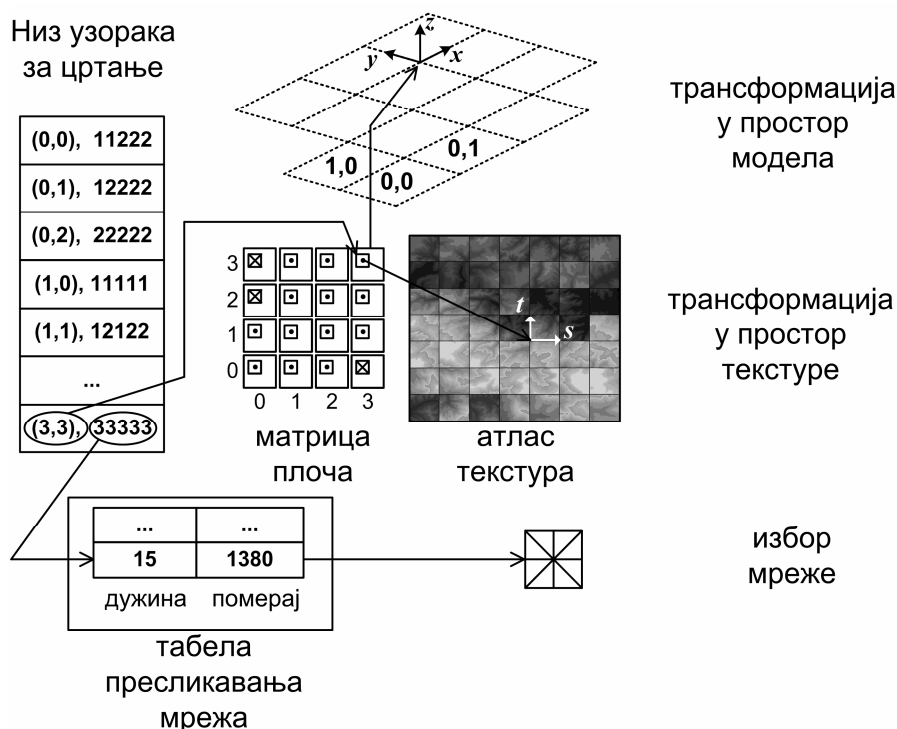 Низ узорака
за цртање
(0,0), 11222
(0,1), 12222
(0,2), 22222
(1,0), 11111
(1,1), 12122
...
(3,3), 33333
z
y
x
0,1
1,0
0,0
трансформација
у простор
модела
3
2
1
0
0 1 2 3
матрица
плоча
t
s
атлас
текстура
трансформација
у простор
текстуре
... ...
15 1380
дужина померај
табела
пресликавања
мрежа
избор
мреже